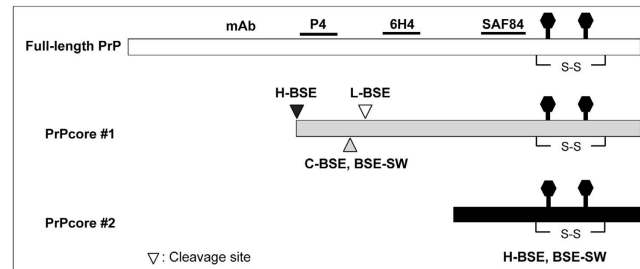 mAb P4 6H4 SAF84
Full-length PrP
S-S
H-BSE L-BSE
PrPcore #1
S-S
C-BSE, BSE-SW
PrPcore #2
S-S
: Cleavage site H-BSE, BSE-SW